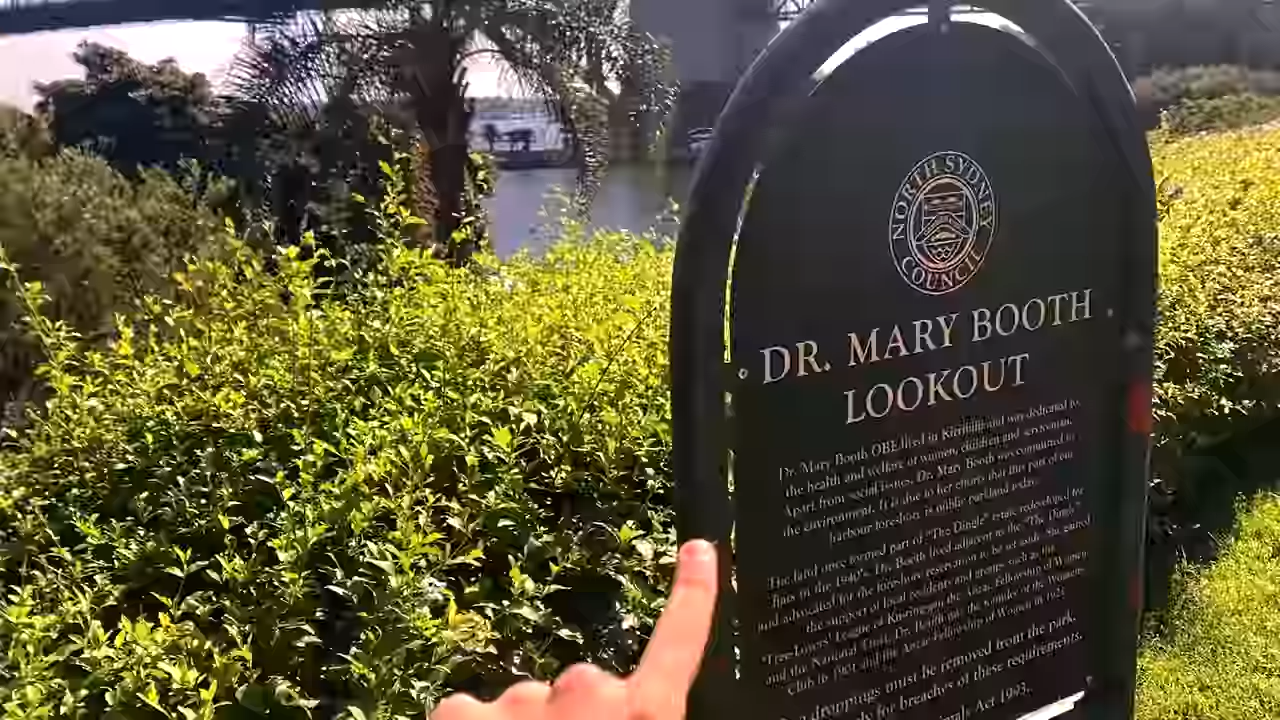 NORTH SYDNEY
COUNCIL
DR. MARY BOOTH
LOOKOUT
Dr. Mary Booth OBE lived in Kirribilli and was dedicated to
the health and welfare of women, children and servicemen.
Apart from social issues, Dr. Mary Booth was committed to
the environment. It is due to her efforts that this part of our
harbour foreshore is public parkland today.
The land once formed part of "The Dingle" estate redeveloped for
flats in the 1940's. Dr. Booth lived adjacent to the "The Dingle"
and advocated for the foreshore reservation to be set aside. She gained
the support of local residents and groups such as the
"Tree Lovers" League of Kuringgai, the Anzac Fellowship of Women
and the National Trust. Dr. Booth was the founder of the Women's
Club in 1901 and the Anzac Fellowship of Women in 1921.
droppings must be removed from the park.
for breaches of these requirements.
Act 1993.